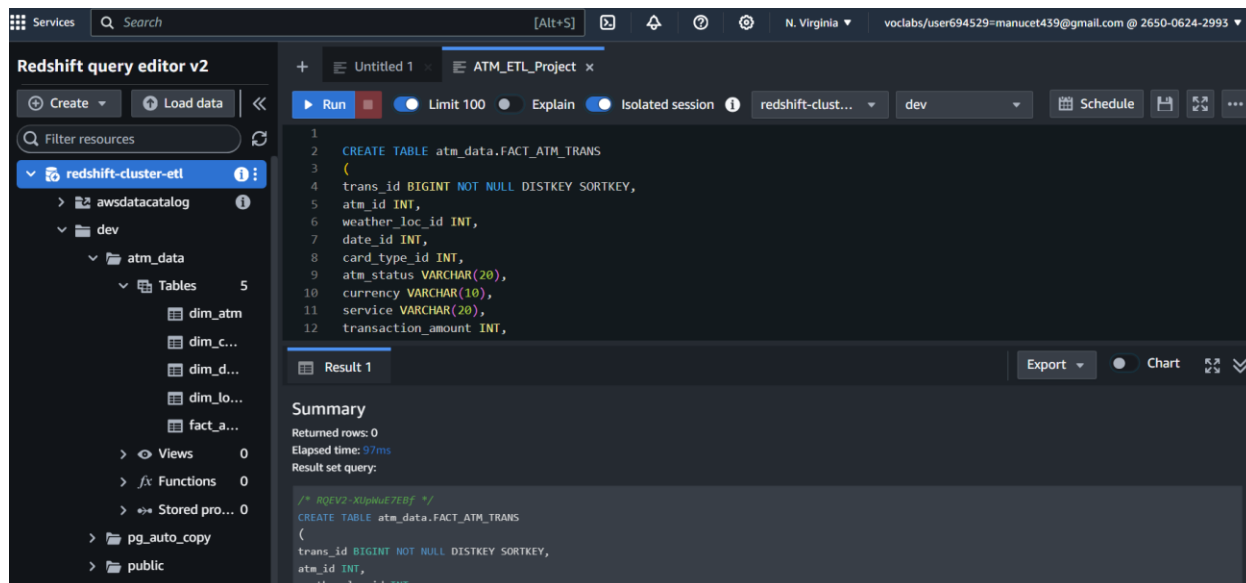 Services Search [Alt+S] N. Virginia ▼ voclabs/user694529=manucet439@gmail.com @ 2650-0624-2993 ▼
Redshift query editor v2
Create Load data
Filter resources
redshift-cluster-etl
awsdatacatalog
dev
atm_data
Tables 5
dim_atm
dim_c...
dim_d...
dim_lo...
fact_a...
Views 0
fx Functions 0
Stored pro... 0
pg_auto_copy
public
+ Untitled 1 × ATM_ETL_Project ×
Run Limit 100 Explain Isolated session redshift-clust... dev Schedule
1
2 CREATE TABLE atm_data.FACT_ATM_TRANS
3 (
4 trans_id BIGINT NOT NULL DISTKEY SORTKEY,
5 atm_id INT,
6 weather_loc_id INT,
7 date_id INT,
8 card_type_id INT,
9 atm_status VARCHAR(20),
10 currency VARCHAR(10),
11 service VARCHAR(20),
12 transaction_amount INT,
Result 1 Export Chart
Summary
Returned rows: 0
Elapsed time: 97ms
Result set query:
/* RQEV2-XUpWuE7EBf */
CREATE TABLE atm_data.FACT_ATM_TRANS
(
trans_id BIGINT NOT NULL DISTKEY SORTKEY,
atm_id INT,